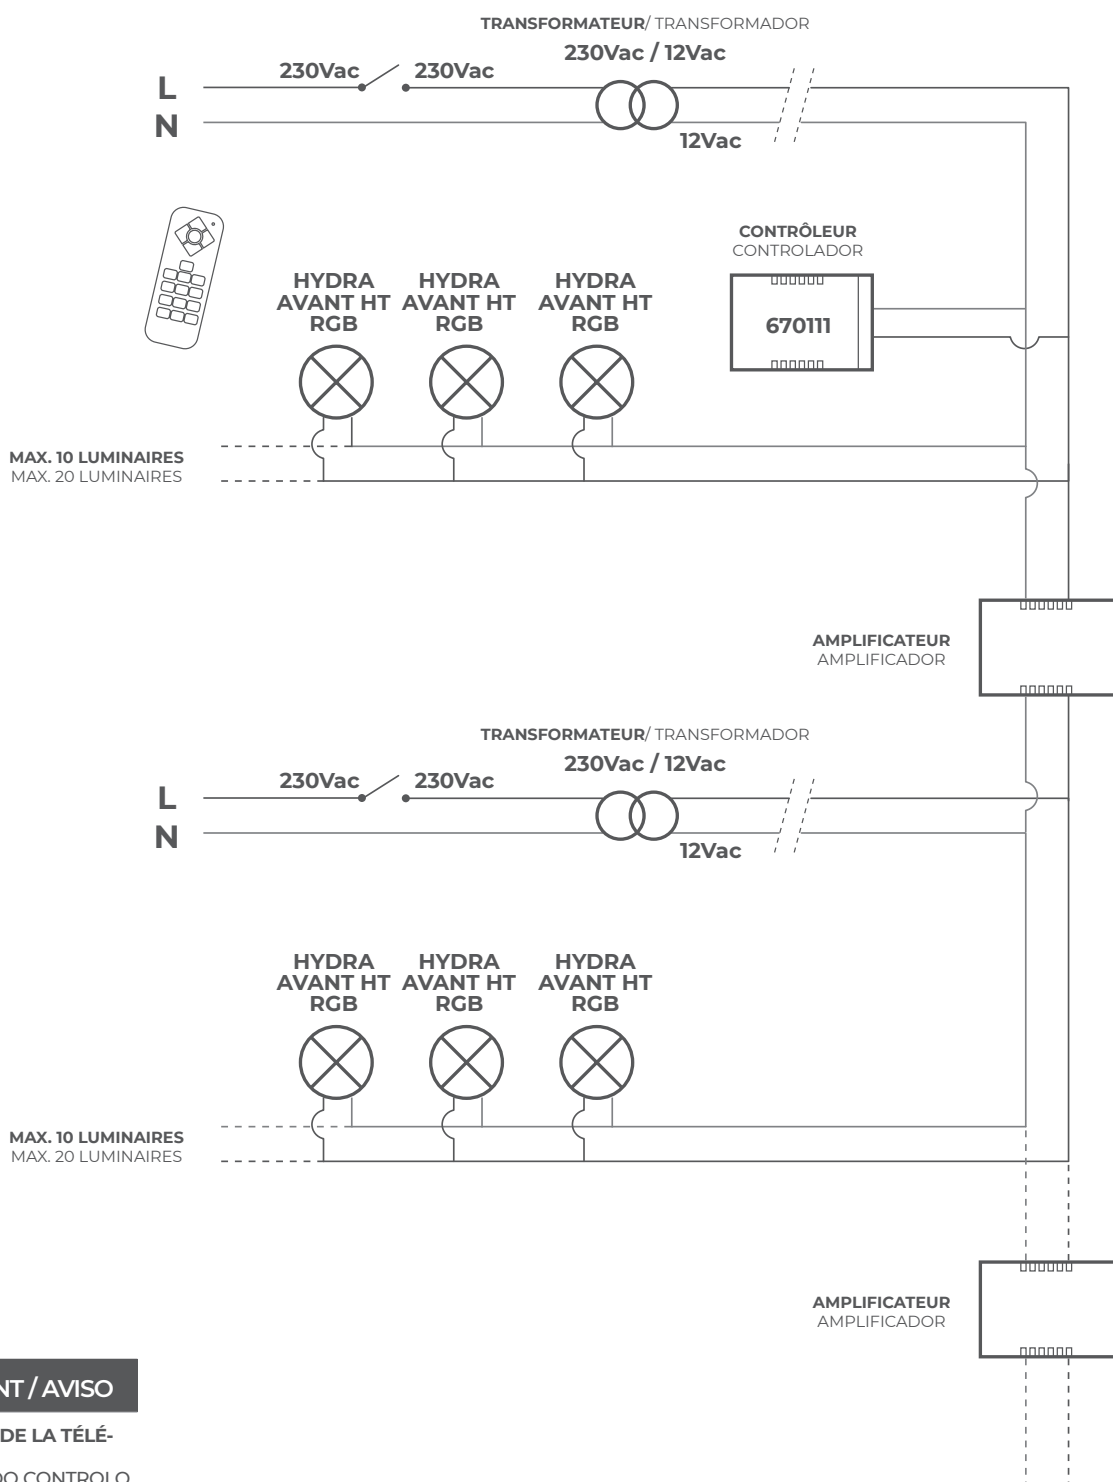 TRANSFORMATEUR/ TRANSFORMADOR
230Vac / 12Vac
230Vac 230Vac
L
N
12Vac
CONTRÔLEUR
CONTROLADOR
670111
HYDRA AVANT HT RGB
HYDRA AVANT HT RGB
HYDRA AVANT HT RGB
MAX. 10 LUMINAIRES
MAX. 20 LUMINAIRES
AMPLIFICATEUR
AMPLIFICADOR
TRANSFORMATEUR/ TRANSFORMADOR
230Vac / 12Vac
230Vac 230Vac
L
N
12Vac
HYDRA AVANT HT RGB
HYDRA AVANT HT RGB
HYDRA AVANT HT RGB
MAX. 10 LUMINAIRES
MAX. 20 LUMINAIRES
AMPLIFICATEUR
AMPLIFICADOR
NT / AVISO
DE LA TÉLÉ-
DO CONTROLO